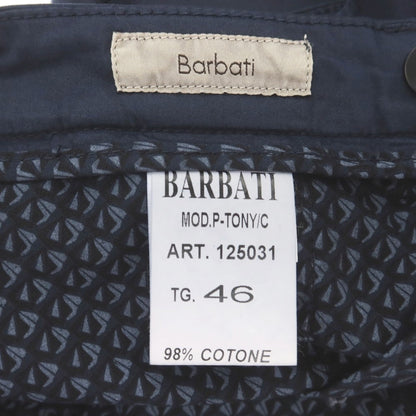 Barbati
BARBATI
MOD.P-TONY/C
ART. 125031
TG. 46
98% COTONE